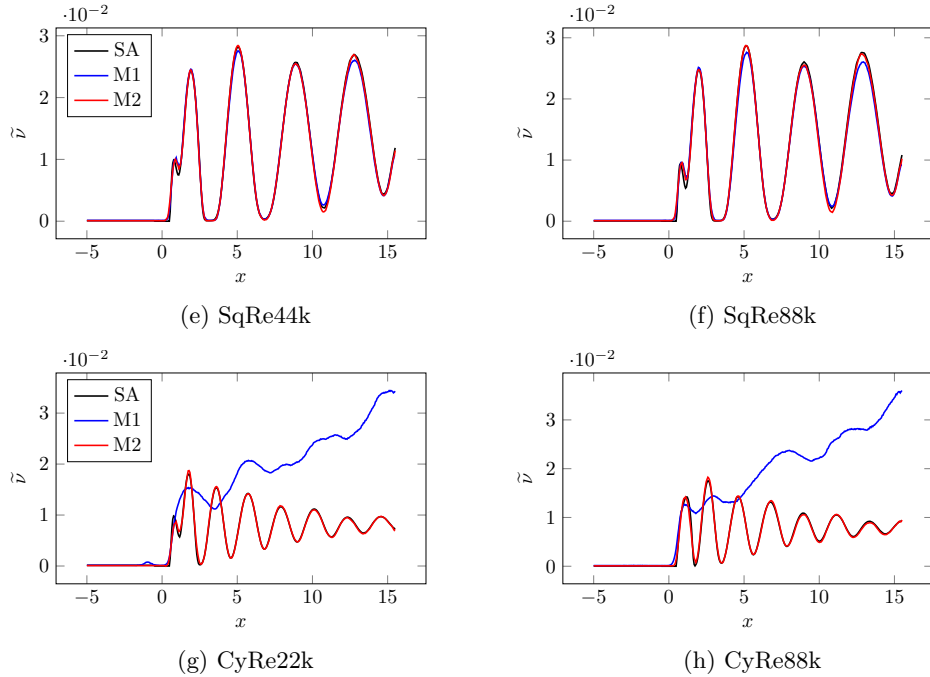 ·10⁻² ·10⁻²
3 3
SA
M1
M2
2 2
ν̃ ν̃
1 1
0 0
−5 0 5 10 15 −5 0 5 10 15
x x
(e) SqRe44k (f) SqRe88k
·10⁻² ·10⁻²
SA
M1
M2
3 3
2 2
ν̃ ν̃
1 1
0 0
−5 0 5 10 15 −5 0 5 10 15
x x
(g) CyRe22k (h) CyRe88k